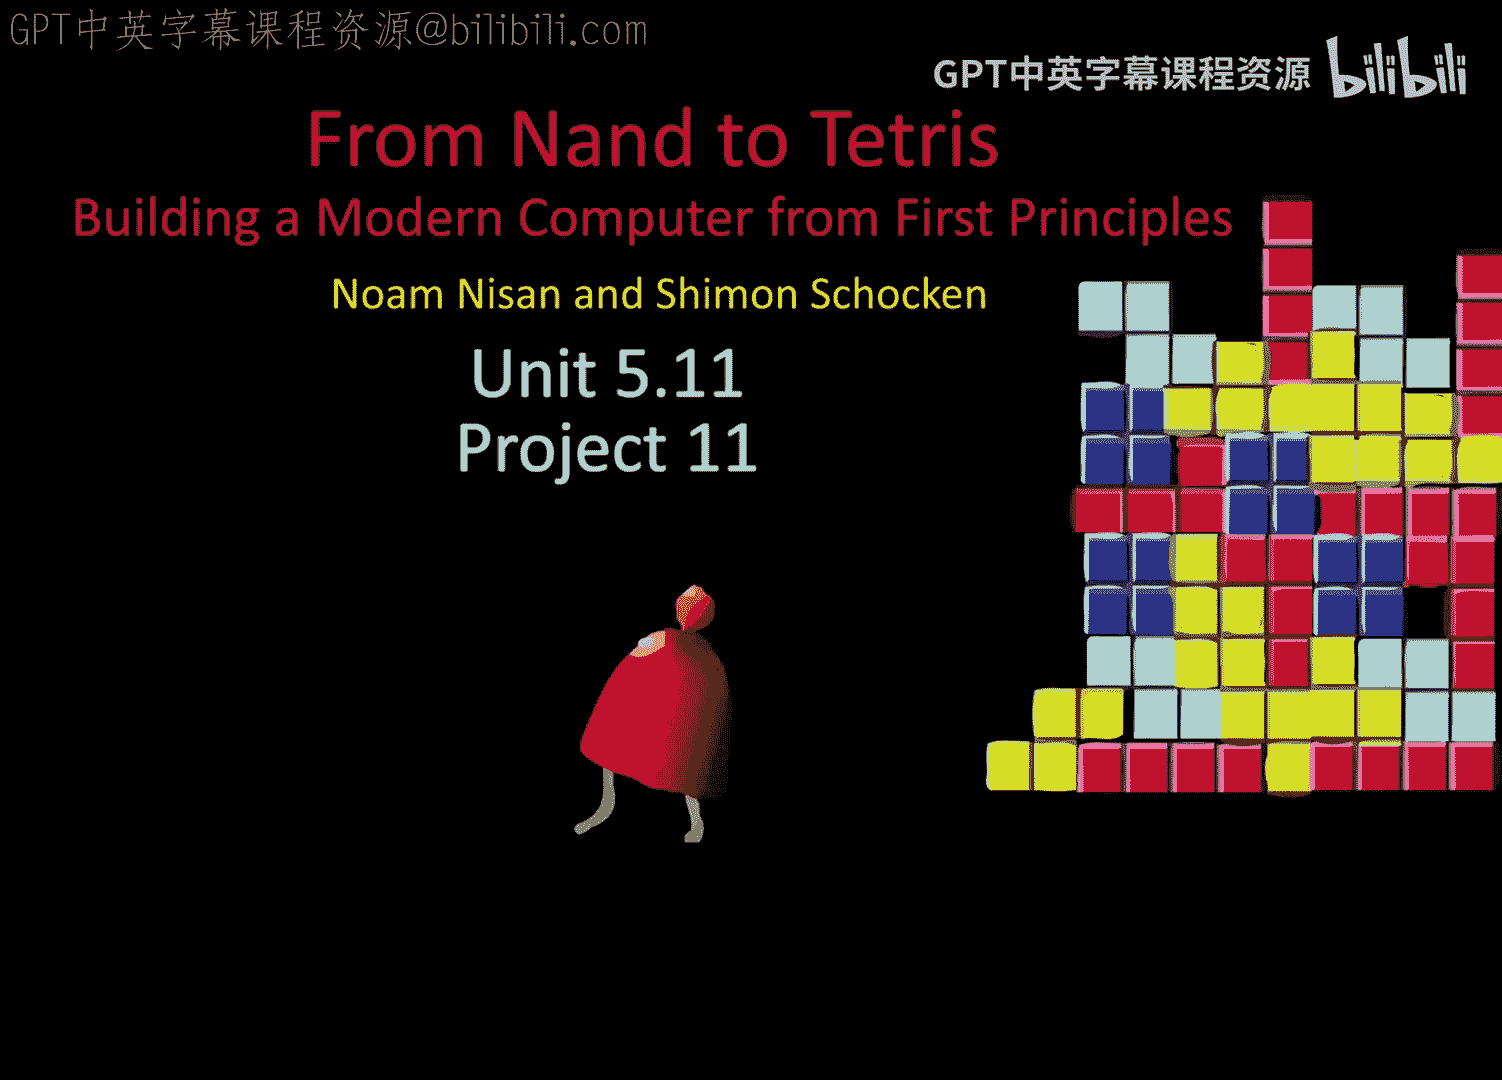 GPT中英字幕课程资源@bilibili.com
GPT中英字幕课程资源 bilibili
From Nand to Tetris
Building a Modern Computer from First Principles
Noam Nisan and Shimon Schocken
Unit 5.11
Project 11